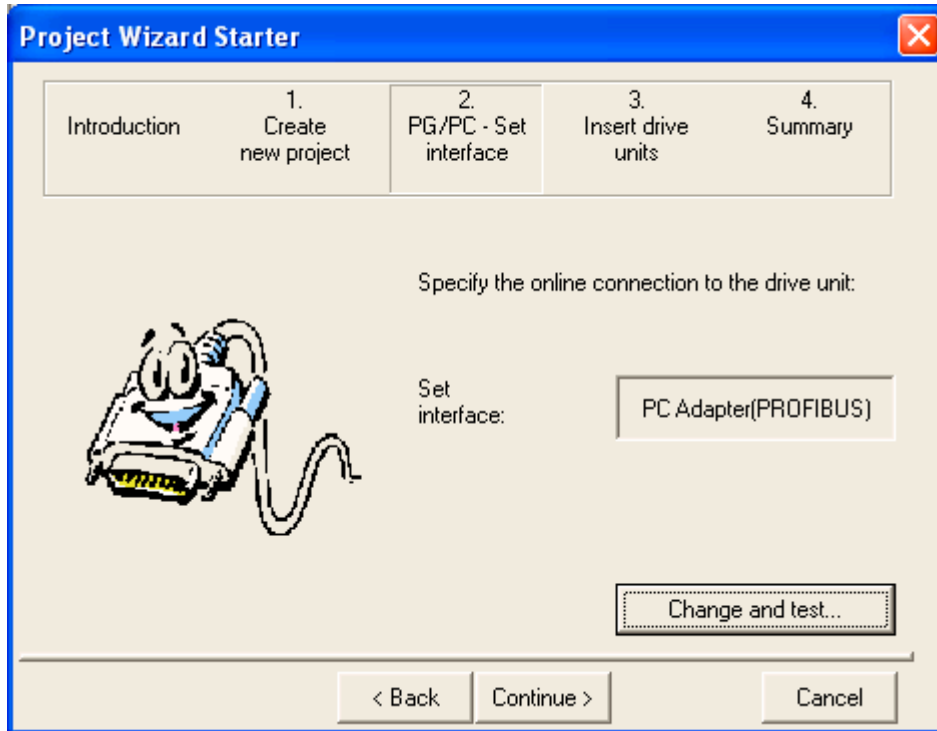 Project Wizard Starter
Introduction
1.
Create
new project
2.
PG/PC - Set
interface
3.
Insert drive
units
4.
Summary
Specify the online connection to the drive unit:
Set
interface:
PC Adapter(PROFIBUS)
Change and test...
< Back
Continue >
Cancel